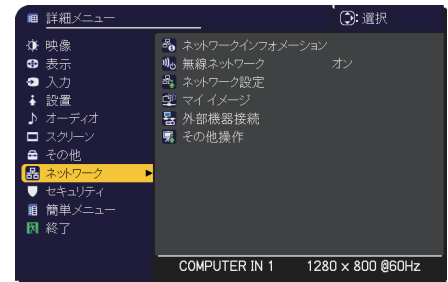 詳細メニュー
:選択
映像
表示
入力
設置
オーディオ
スクリーン
その他
ネットワーク
セキュリティ
簡単メニュー
終了
ネットワークインフォメーション
無線ネットワーク オン
ネットワーク設定
マイイメージ
外部機器接続
その他操作
COMPUTER IN 1 1280 x 800 @60Hz